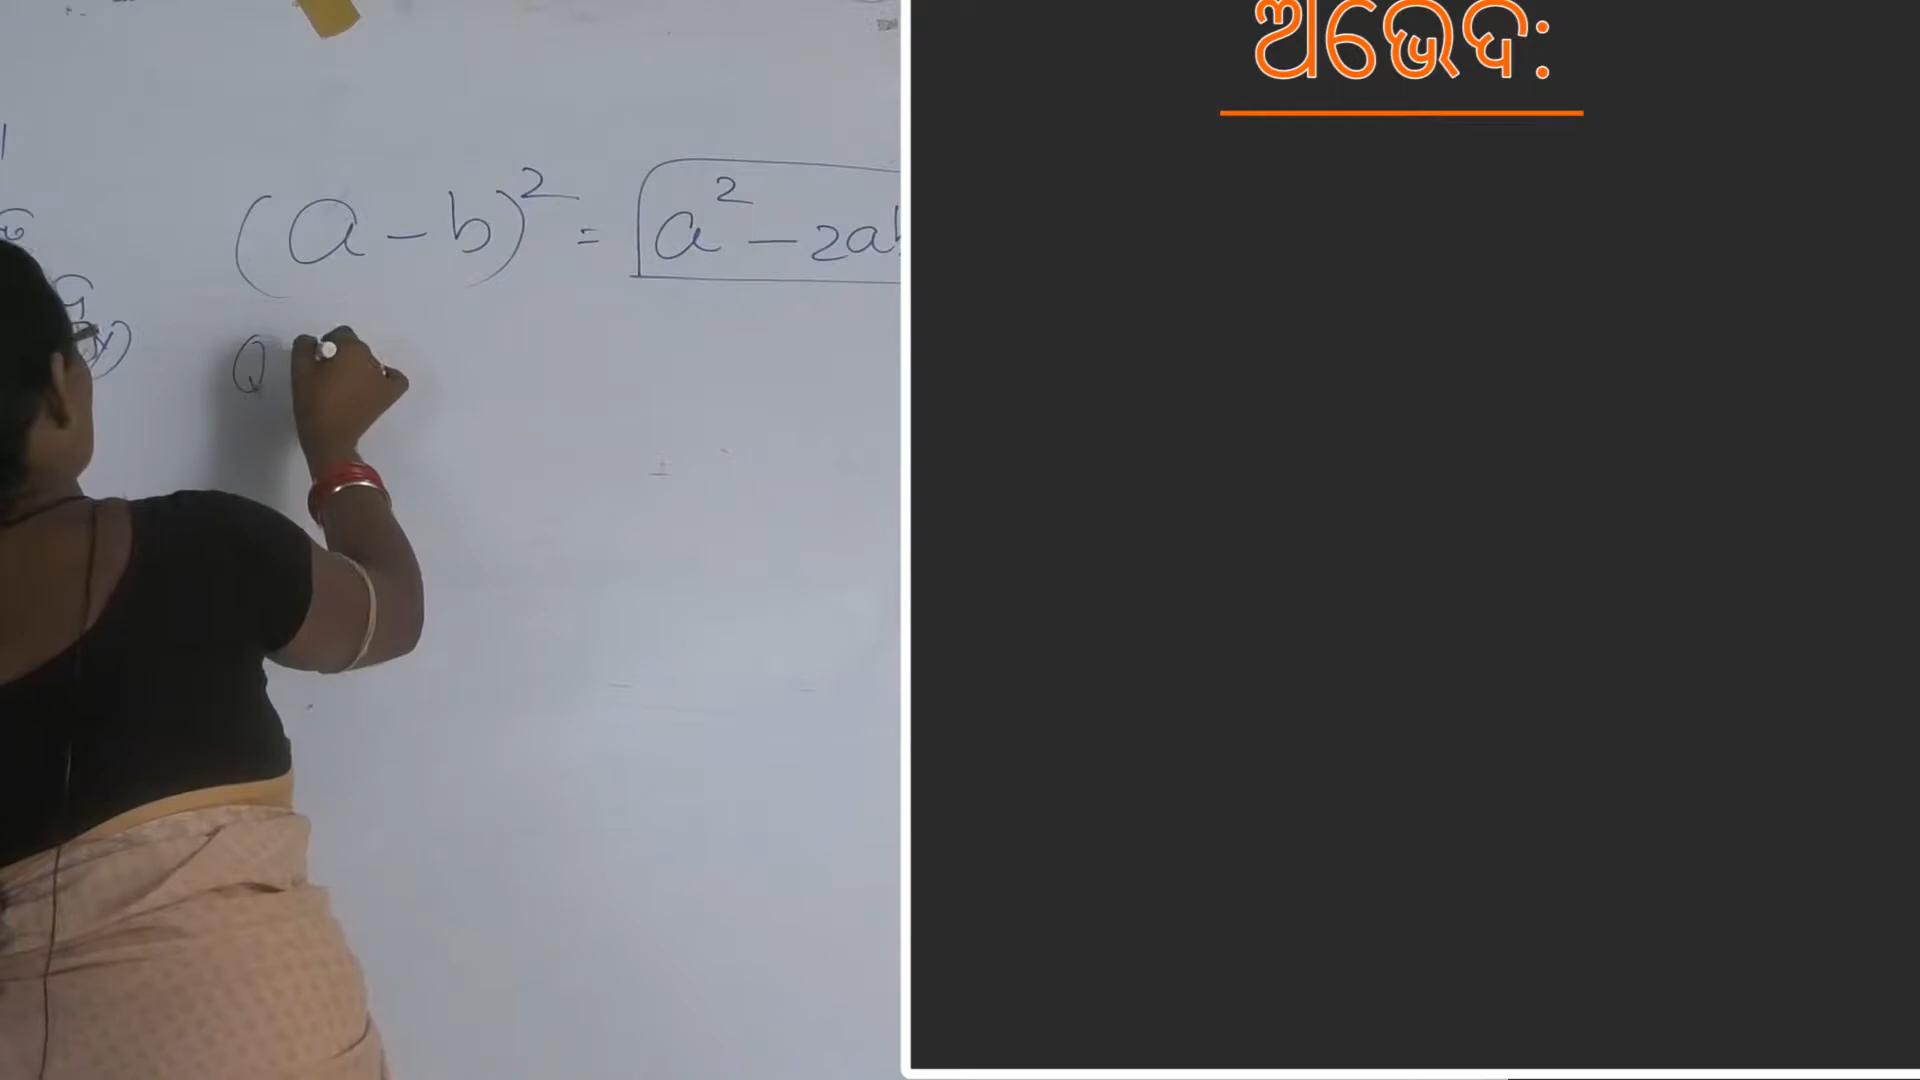 ଅଭେଦ:
(a - b)² = a² - 2ab
Q